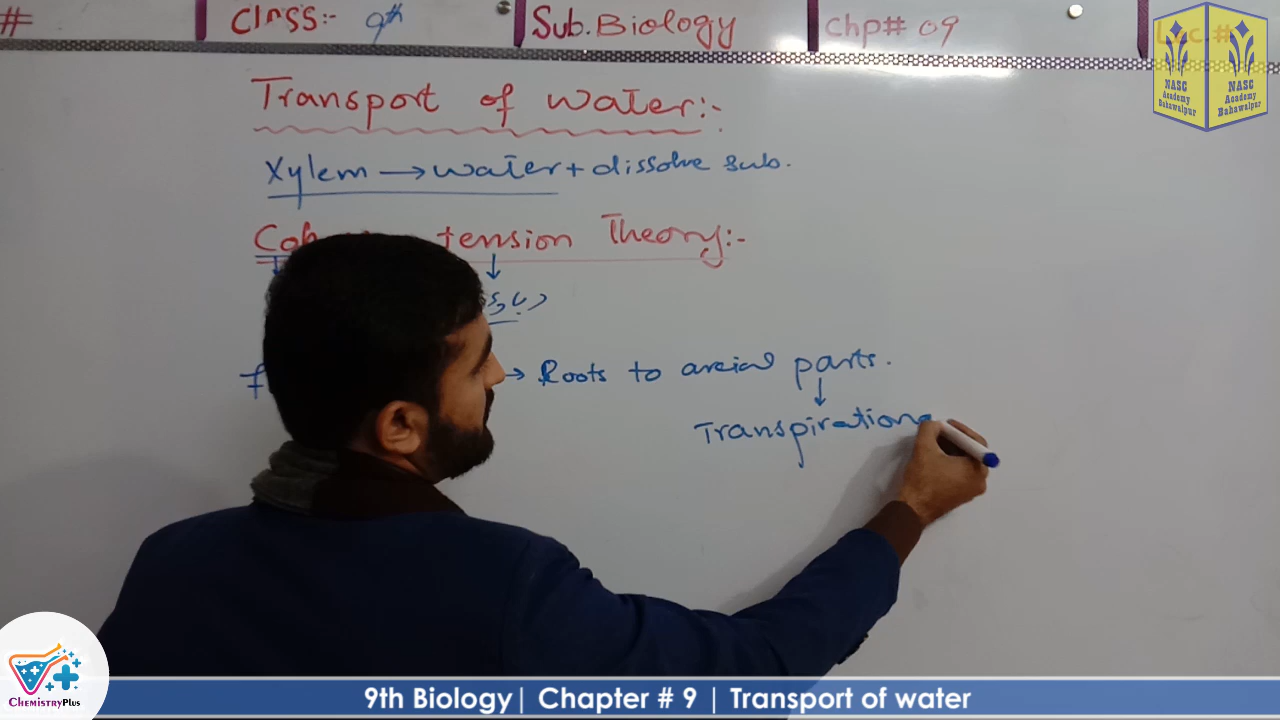 # Class:- 9th Sub. Biology Chp# 09
NASC Academy Bahawalpur NASC Academy Bahawalpur
Transport of water:-
Xylem → water + dissolve sub.
tension Theory:-
→ Roots to areial parts.
Transpiration
ChemistryPlus
9th Biology| Chapter # 9 | Transport of water